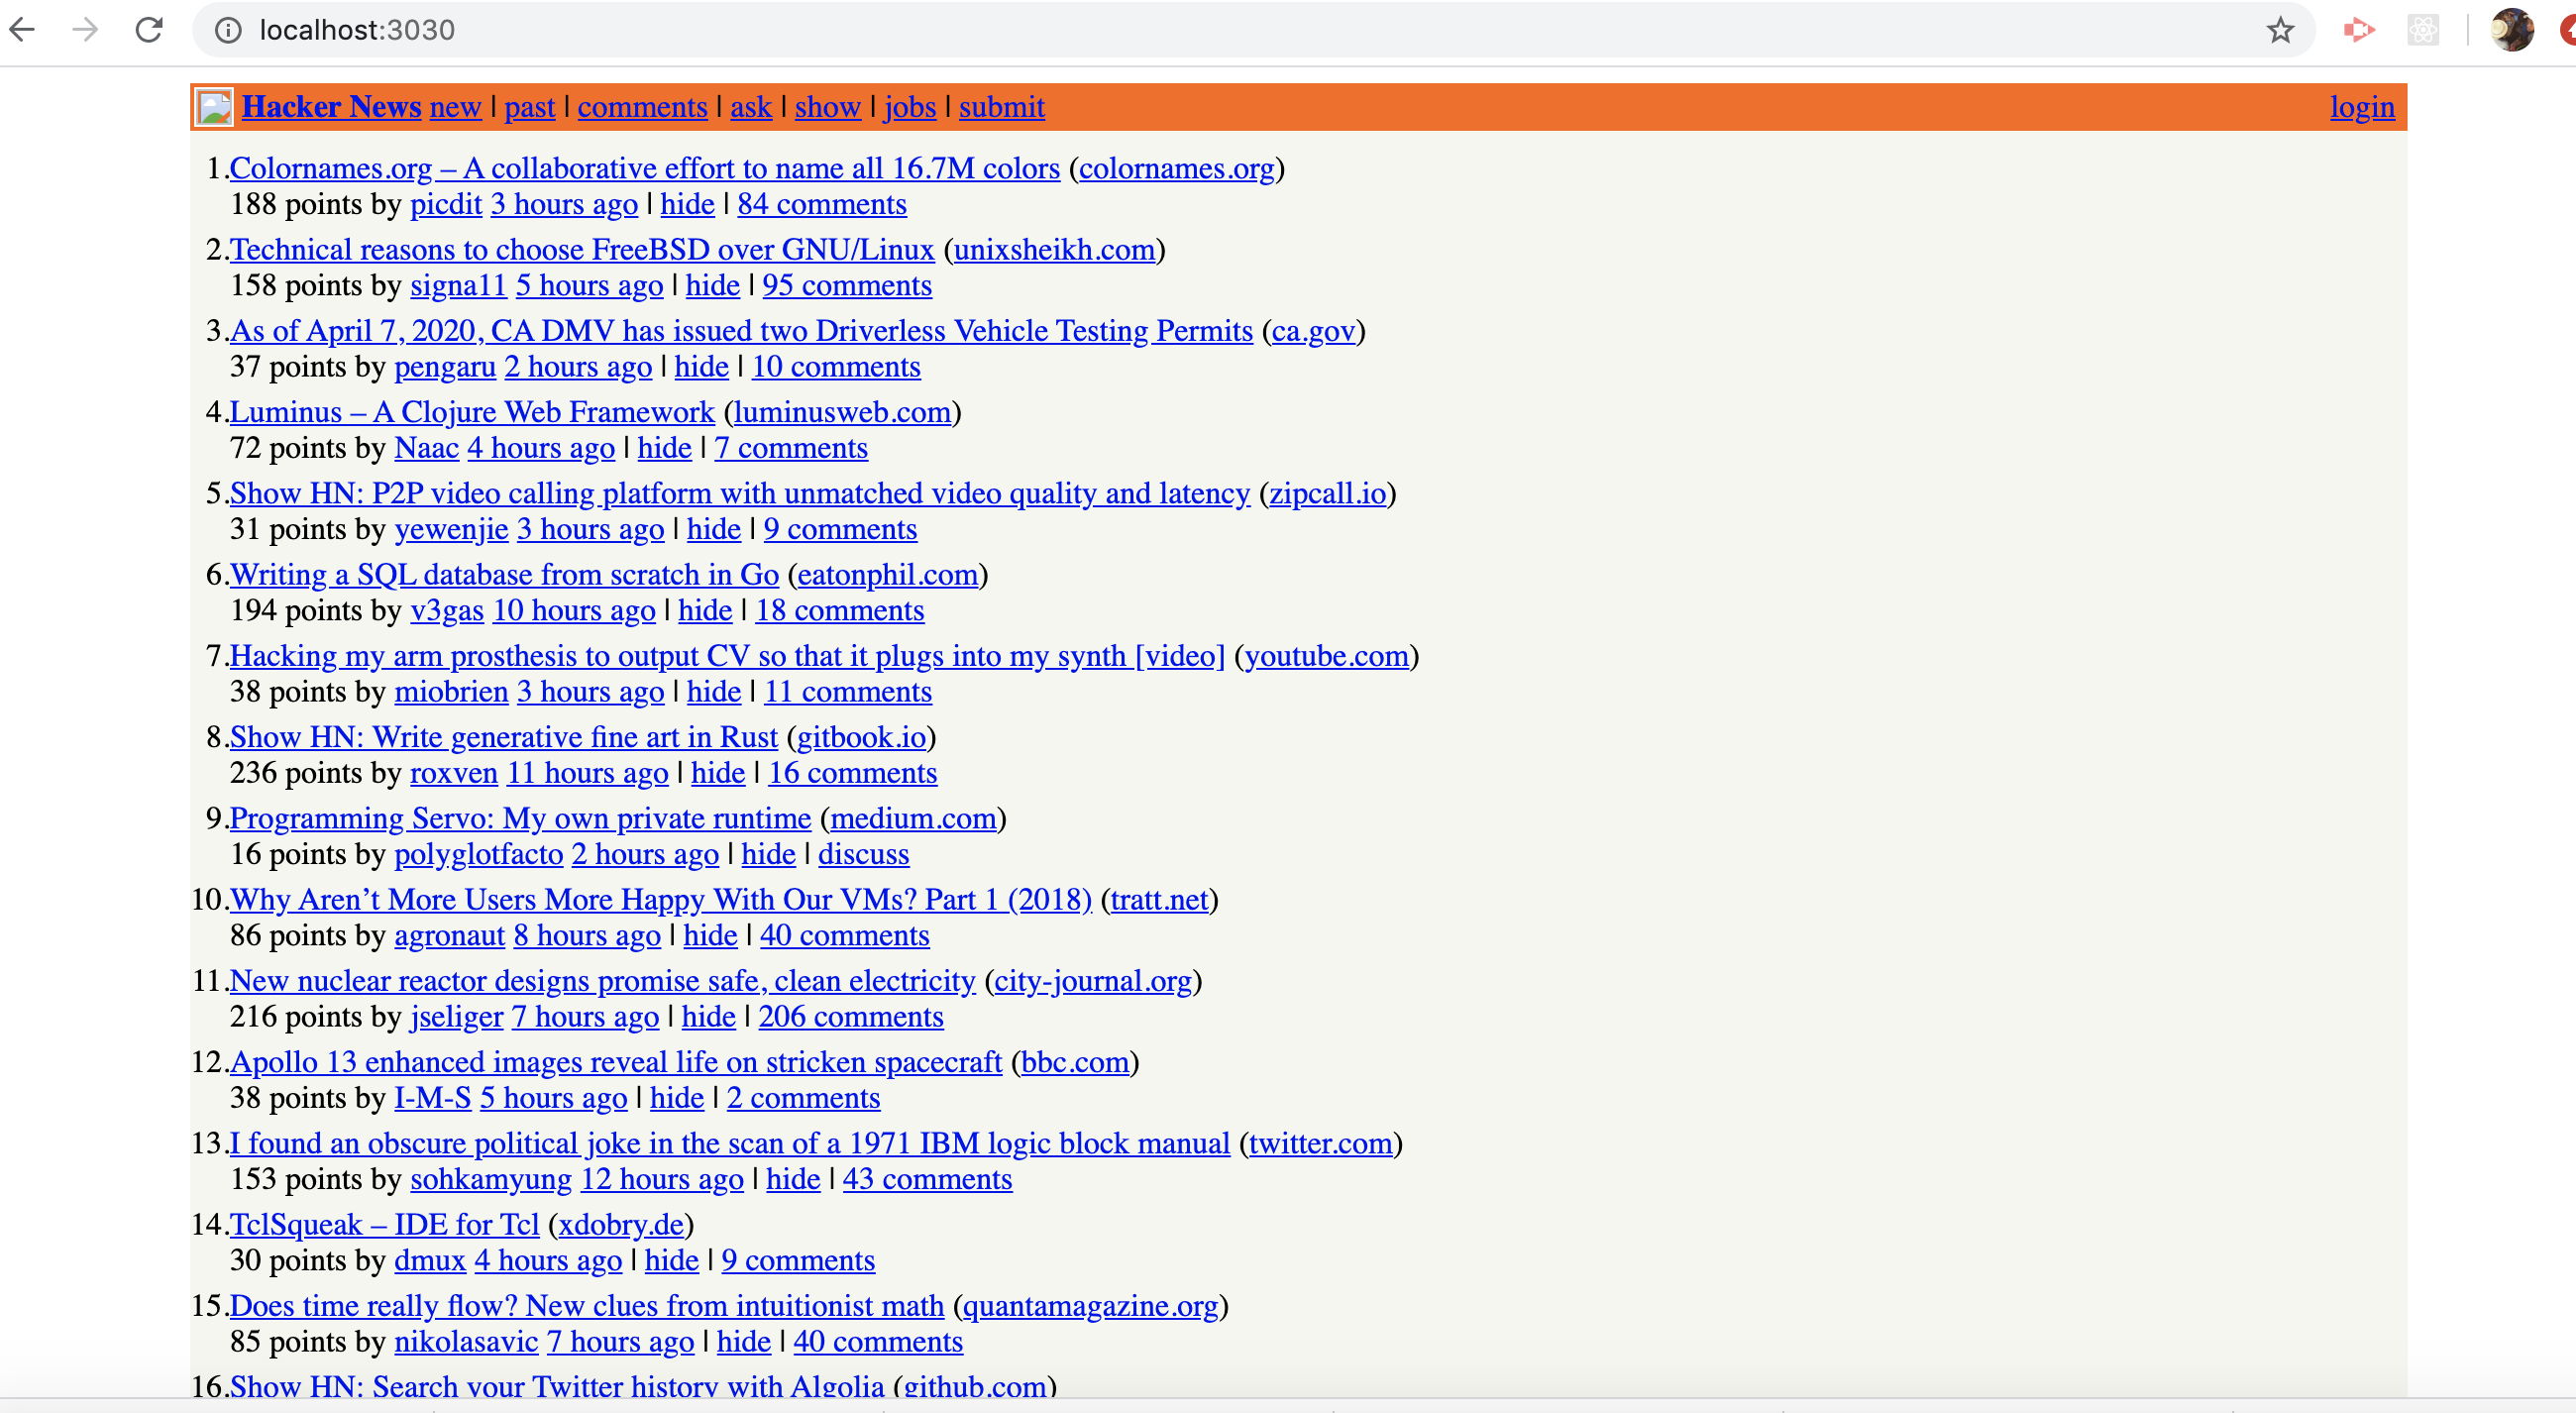 localhost:3030
Hacker News new | past | comments | ask | show | jobs | submit login
1.Colornames.org – A collaborative effort to name all 16.7M colors (colornames.org)
188 points by picdit 3 hours ago | hide | 84 comments
2.Technical reasons to choose FreeBSD over GNU/Linux (unixsheikh.com)
158 points by signa11 5 hours ago | hide | 95 comments
3.As of April 7, 2020, CA DMV has issued two Driverless Vehicle Testing Permits (ca.gov)
37 points by pengaru 2 hours ago | hide | 10 comments
4.Luminus – A Clojure Web Framework (luminusweb.com)
72 points by Naac 4 hours ago | hide | 7 comments
5.Show HN: P2P video calling platform with unmatched video quality and latency (zipcall.io)
31 points by yewenjie 3 hours ago | hide | 9 comments
6.Writing a SQL database from scratch in Go (eatonphil.com)
194 points by v3gas 10 hours ago | hide | 18 comments
7.Hacking my arm prosthesis to output CV so that it plugs into my synth [video] (youtube.com)
38 points by miobrien 3 hours ago | hide | 11 comments
8.Show HN: Write generative fine art in Rust (gitbook.io)
236 points by roxven 11 hours ago | hide | 16 comments
9.Programming Servo: My own private runtime (medium.com)
16 points by polyglotfacto 2 hours ago | hide | discuss
10.Why Aren’t More Users More Happy With Our VMs? Part 1 (2018) (tratt.net)
86 points by agronaut 8 hours ago | hide | 40 comments
11.New nuclear reactor designs promise safe, clean electricity (city-journal.org)
216 points by jseliger 7 hours ago | hide | 206 comments
12.Apollo 13 enhanced images reveal life on stricken spacecraft (bbc.com)
38 points by I-M-S 5 hours ago | hide | 2 comments
13.I found an obscure political joke in the scan of a 1971 IBM logic block manual (twitter.com)
153 points by sohkamyung 12 hours ago | hide | 43 comments
14.TclSqueak – IDE for Tcl (xdobry.de)
30 points by dmux 4 hours ago | hide | 9 comments
15.Does time really flow? New clues from intuitionist math (quantamagazine.org)
85 points by nikolasavic 7 hours ago | hide | 40 comments
16.Show HN: Search your Twitter history with Algolia (github.com)